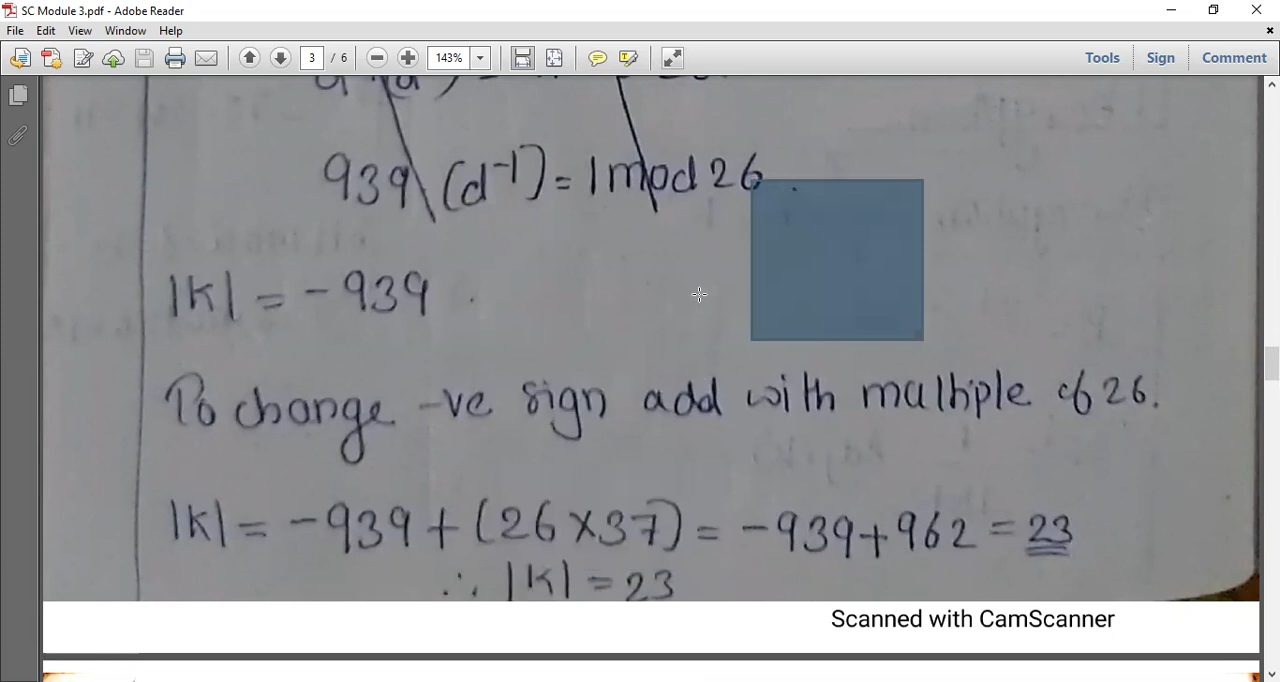 SC Module 3.pdf - Adobe Reader
File Edit View Window Help
3 / 6 143% Tools Sign Comment
939 (d⁻¹) = 1 mod 26
|K| = -939
To change -ve sign add with multiple of 26.
|K| = -939 + (26 × 37) = -939 + 962 = 23
∴ |K| = 23
Scanned with CamScanner